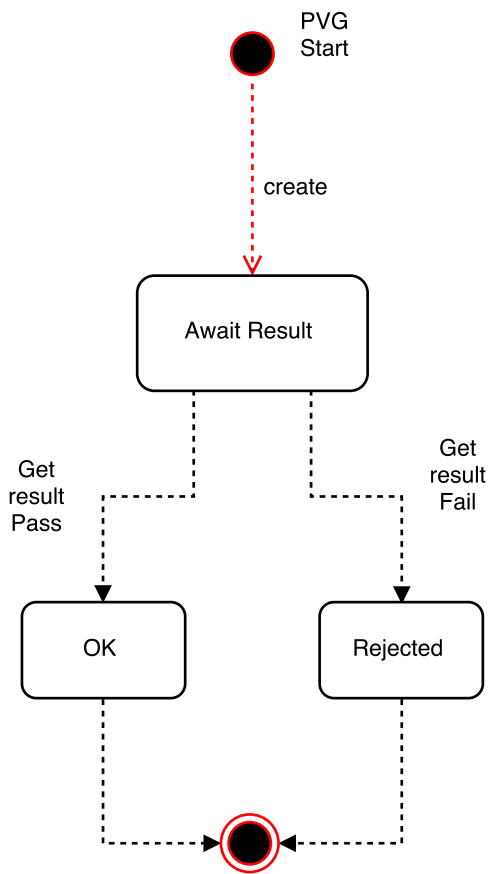 PVG
Start
create
Await Result
Get
result
Pass
Get
result
Fail
OK
Rejected